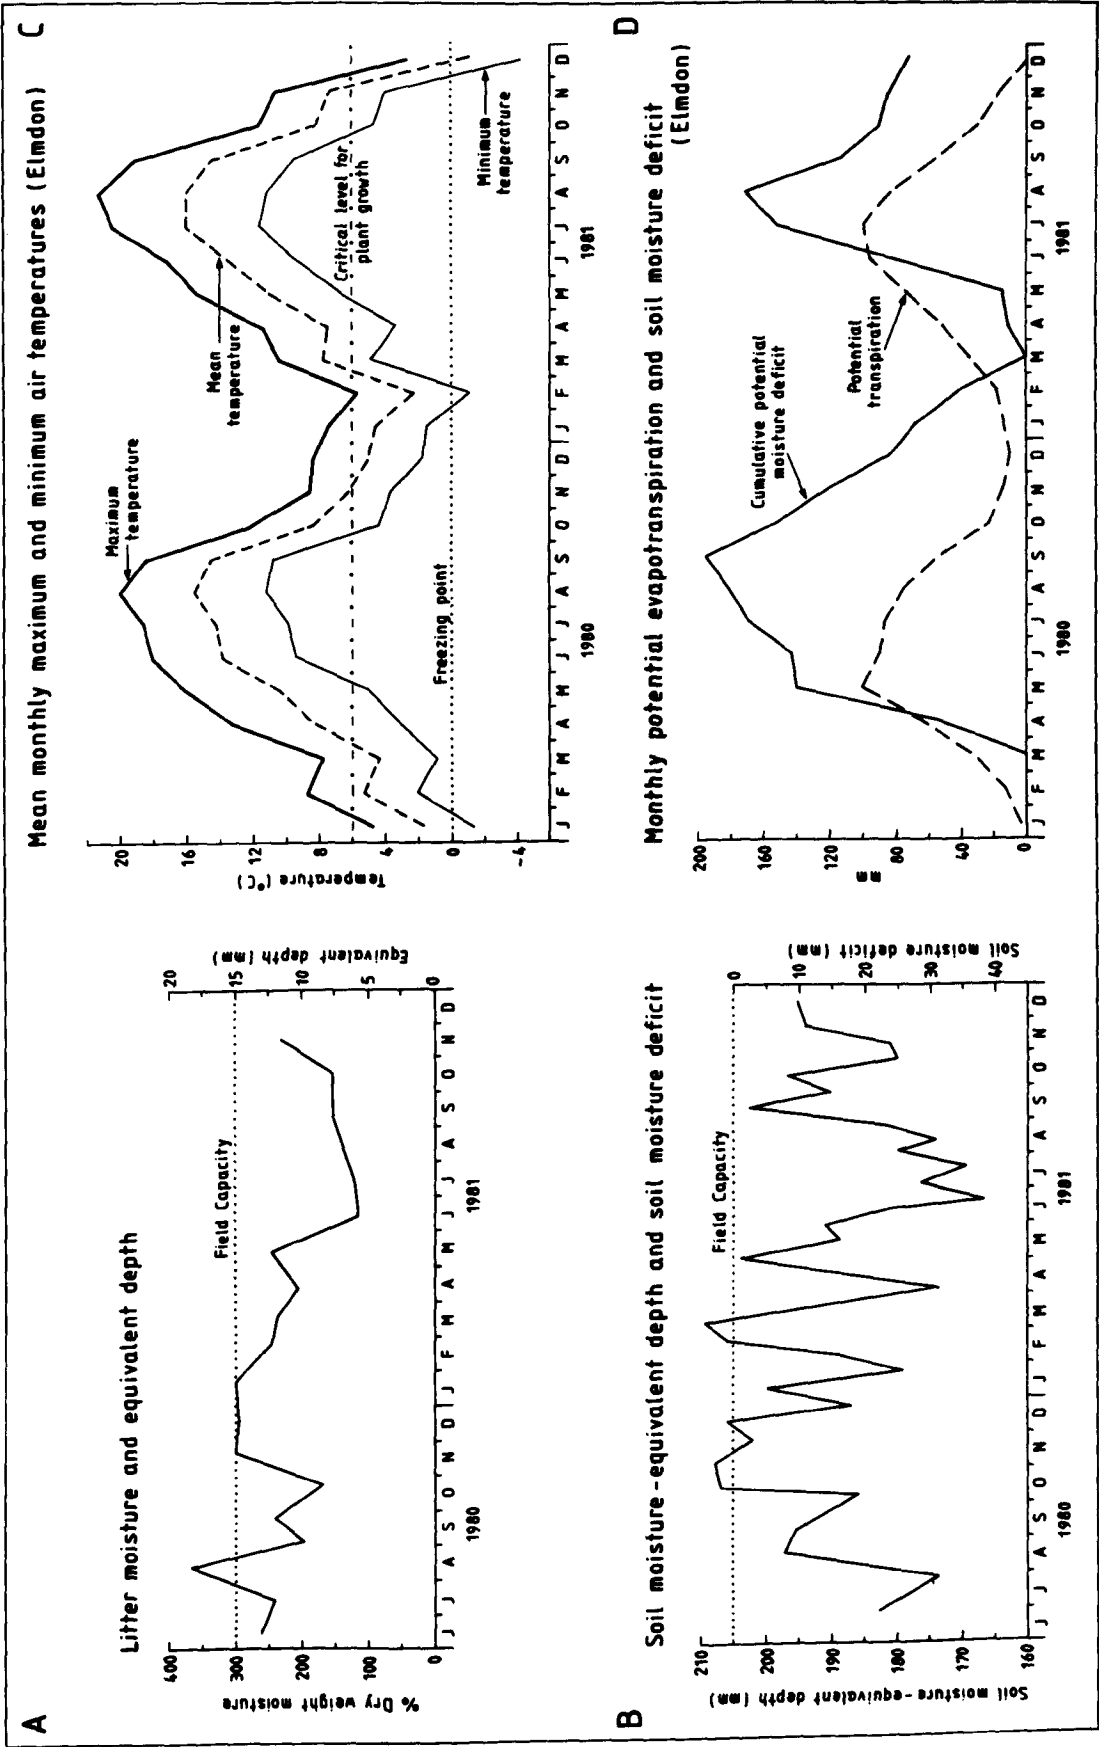 A
Litter moisture and equivalent depth
% Dry weight moisture
400
300
200
100
0
Equivalent depth (mm)
20
15
10
5
0
Field Capacity
J J A S O N D J F M A M J J A S O N D
1980 1981
B
Soil moisture-equivalent depth and soil moisture deficit
Soil moisture-equivalent depth (mm)
210
200
190
180
170
160
Soil moisture deficit (mm)
0
10
20
30
40
Field Capacity
J J A S O N D J F M A M J J A S O N D
1980 1981
C
Mean monthly maximum and minimum air temperatures (Elmdon)
Temperature (°C)
20
16
12
8
4
0
-4
Maximum
temperature
Mean
temperature
Critical level for
plant growth
Freezing point
Minimum
temperature
J F M A M J J A S O N D J F M A M J J A S O N D
1980 1981
D
Monthly potential evapotranspiration and soil moisture deficit
(Elmdon)
mm
200
160
120
80
40
0
Cumulative potential
moisture deficit
Potential
transpiration
J F M A M J J A S O N D J F M A M J J A S O N D
1980 1981